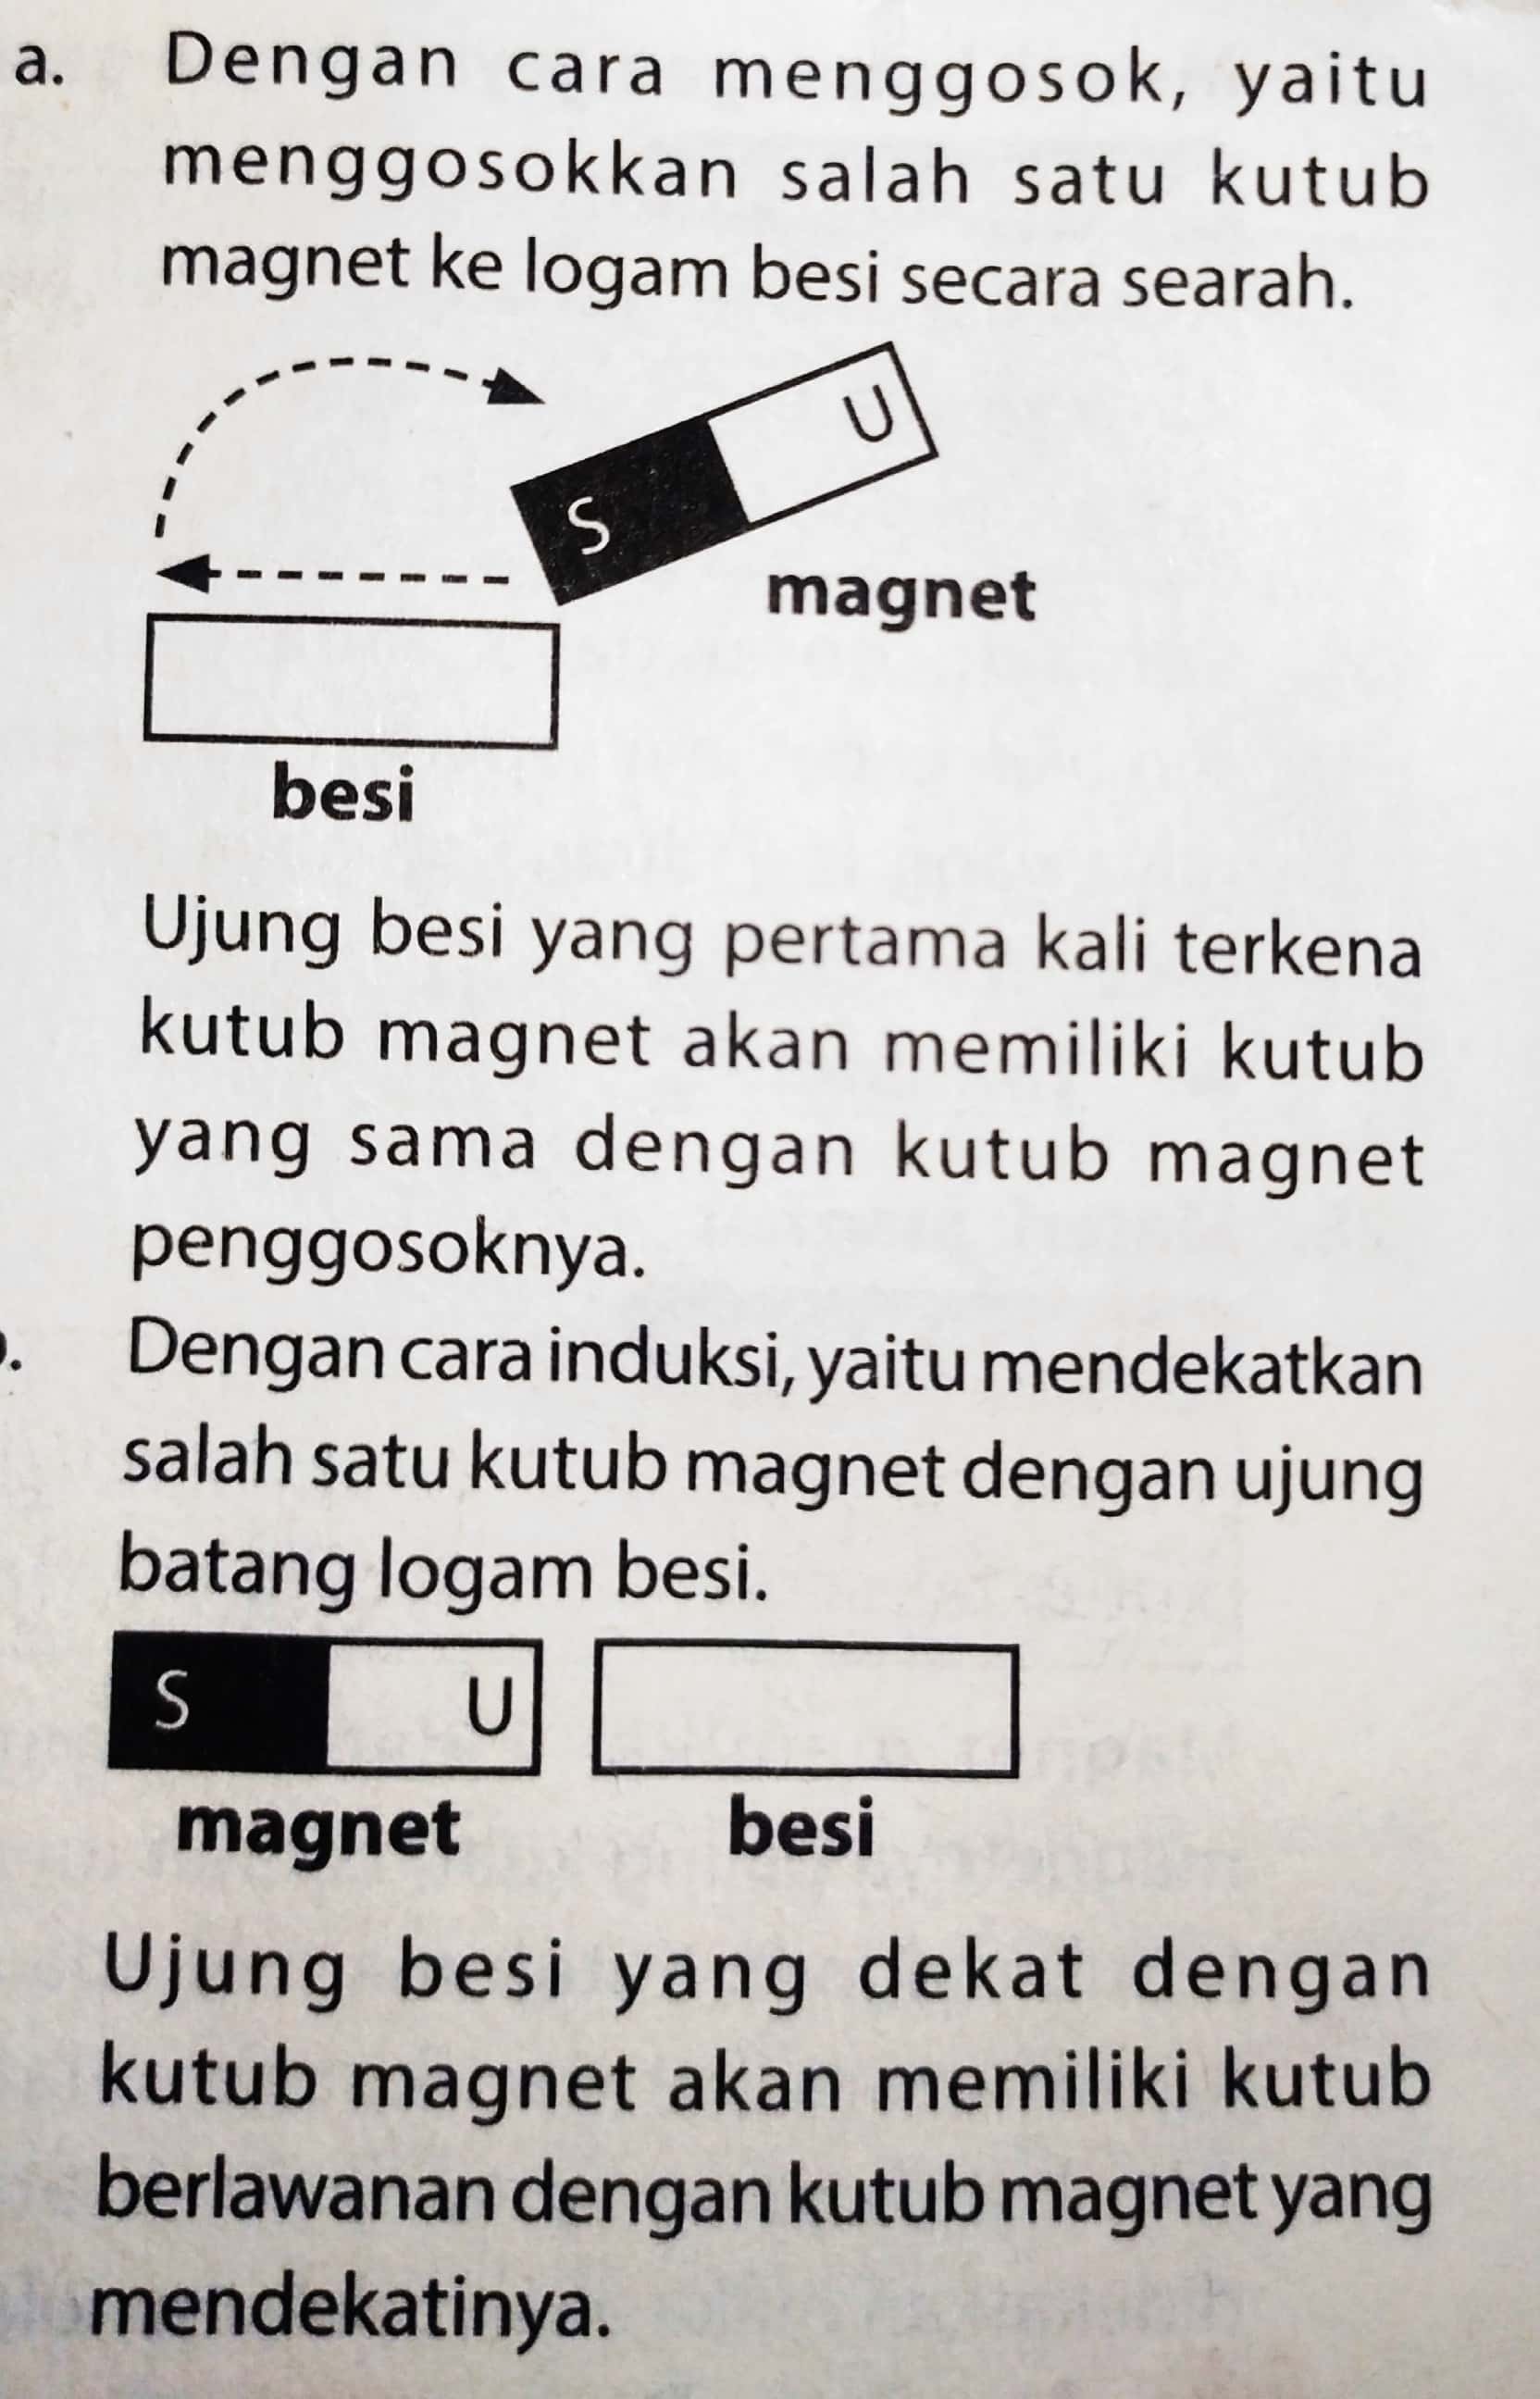 a. Dengan cara menggosok, yaitu
menggosokkan salah satu kutub
magnet ke logam besi secara searah.
U
S
magnet
besi
Ujung besi yang pertama kali terkena
kutub magnet akan memiliki kutub
yang sama dengan kutub magnet
penggosoknya.
Dengan cara induksi, yaitu mendekatkan
salah satu kutub magnet dengan ujung
batang logam besi.
S U
magnet besi
Ujung besi yang dekat dengan
kutub magnet akan memiliki kutub
berlawanan dengan kutub magnet yang
mendekatinya.